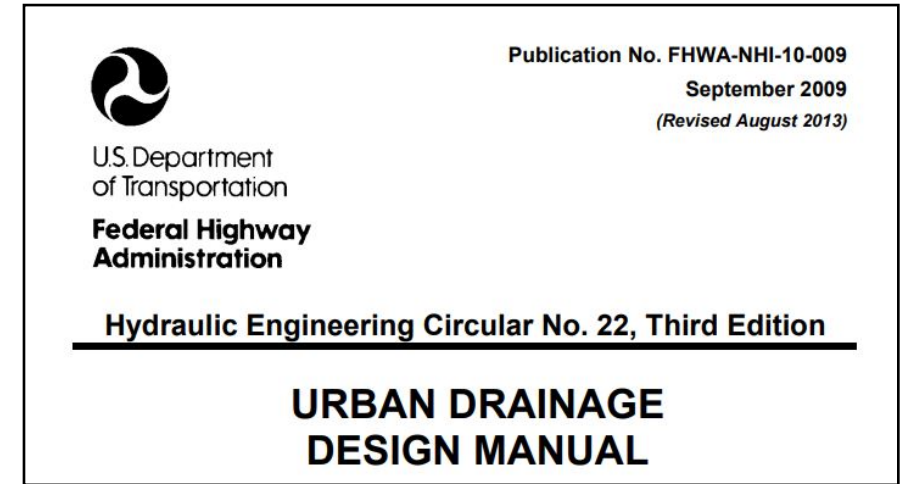 Publication No. FHWA-NHI-10-009
September 2009
(Revised August 2013)
U.S. Department
of Transportation
Federal Highway
Administration
Hydraulic Engineering Circular No. 22, Third Edition
URBAN DRAINAGE
DESIGN MANUAL